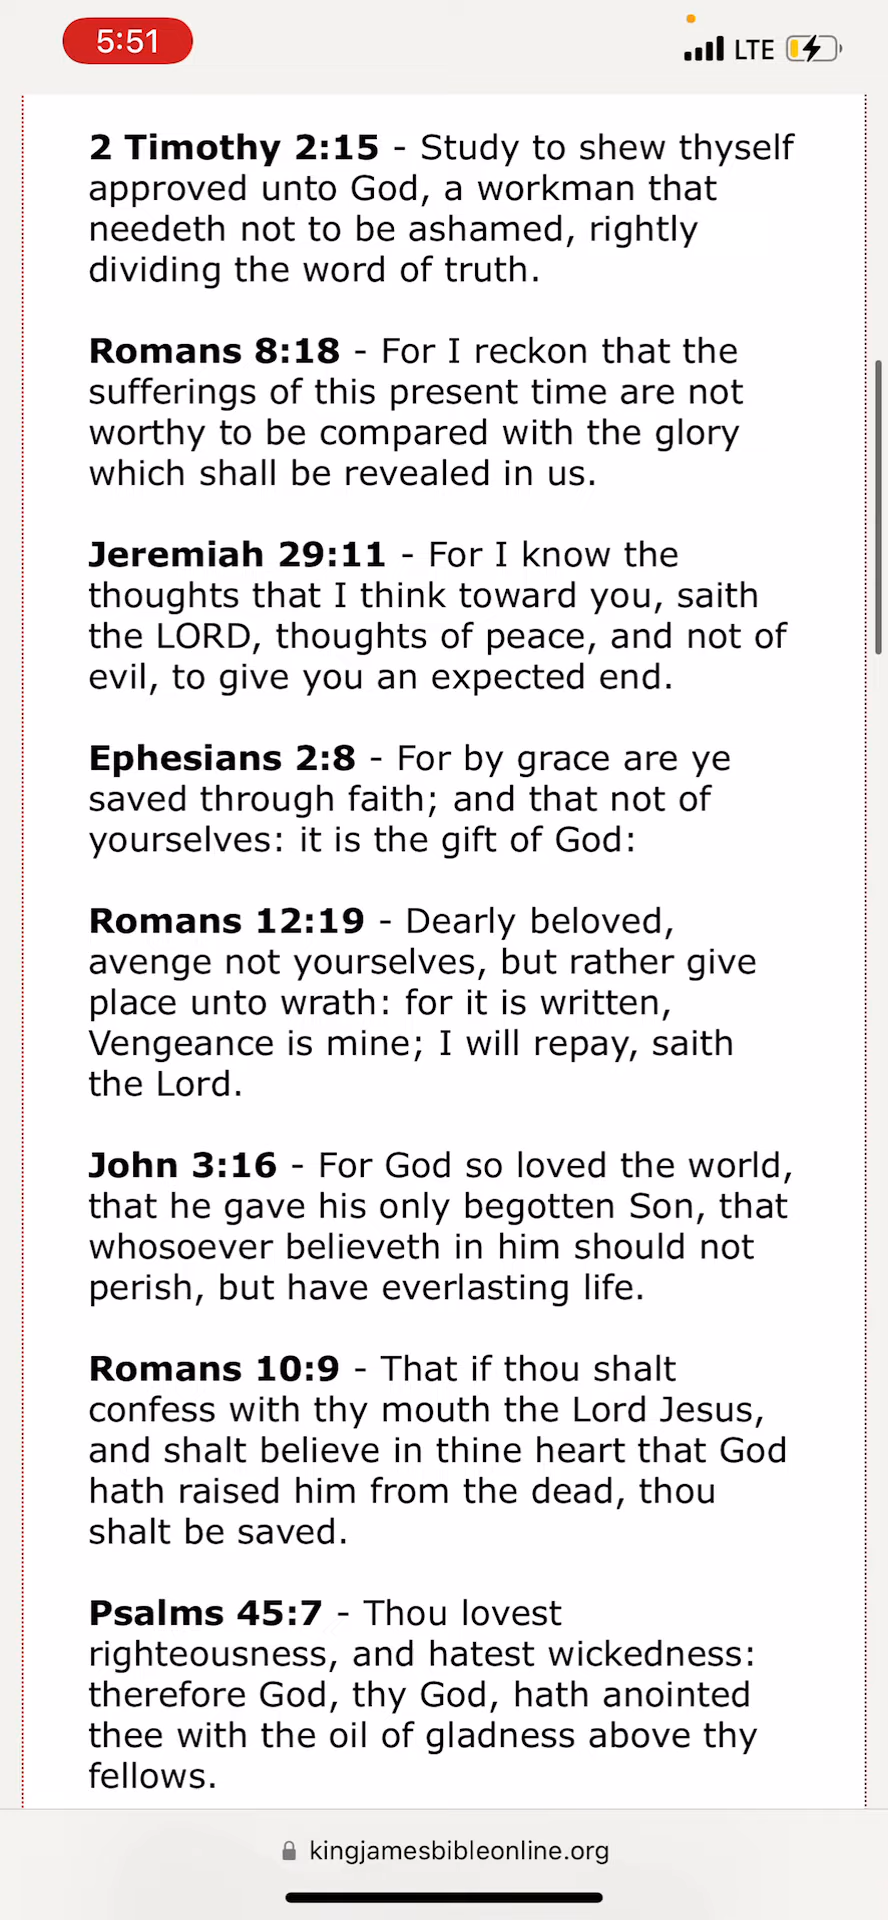 5:51
LTE
2 Timothy 2:15 - Study to shew thyself
approved unto God, a workman that
needeth not to be ashamed, rightly
dividing the word of truth.
Romans 8:18 - For I reckon that the
sufferings of this present time are not
worthy to be compared with the glory
which shall be revealed in us.
Jeremiah 29:11 - For I know the
thoughts that I think toward you, saith
the LORD, thoughts of peace, and not of
evil, to give you an expected end.
Ephesians 2:8 - For by grace are ye
saved through faith; and that not of
yourselves: it is the gift of God:
Romans 12:19 - Dearly beloved,
avenge not yourselves, but rather give
place unto wrath: for it is written,
Vengeance is mine; I will repay, saith
the Lord.
John 3:16 - For God so loved the world,
that he gave his only begotten Son, that
whosoever believeth in him should not
perish, but have everlasting life.
Romans 10:9 - That if thou shalt
confess with thy mouth the Lord Jesus,
and shalt believe in thine heart that God
hath raised him from the dead, thou
shalt be saved.
Psalms 45:7 - Thou lovest
righteousness, and hatest wickedness:
therefore God, thy God, hath anointed
thee with the oil of gladness above thy
fellows.
kingjamesbibleonline.org